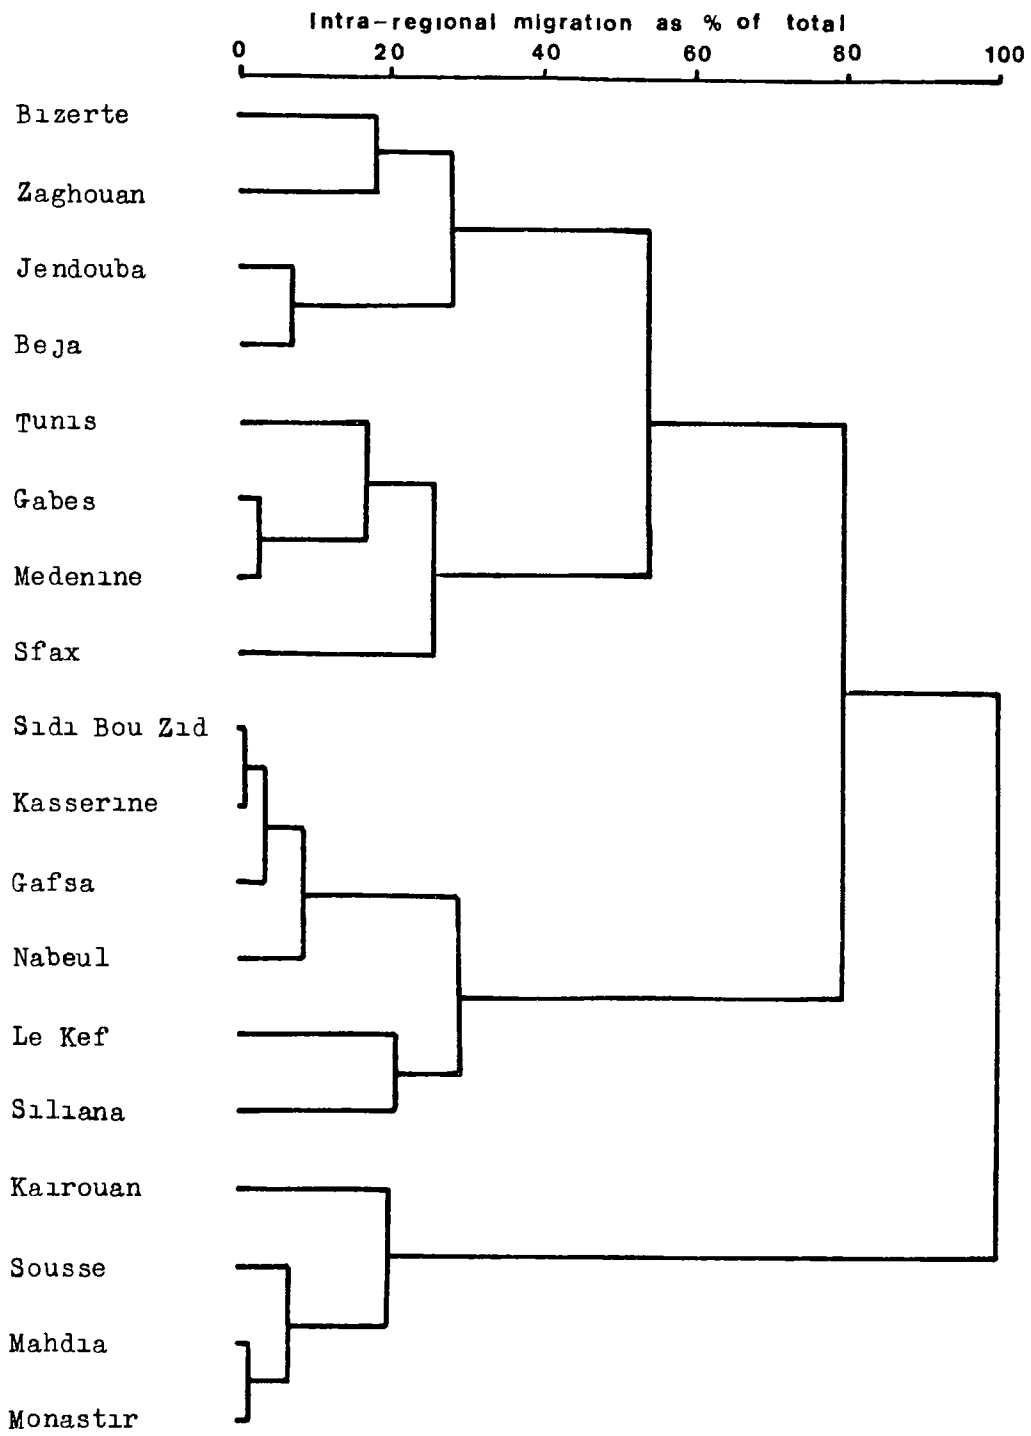 Intra-regional migration as % of total
0 20 40 60 80 100
Bizerte
Zaghouan
Jendouba
Beja
Tunis
Gabes
Medenine
Sfax
Sidi Bou Zid
Kasserine
Gafsa
Nabeul
Le Kef
Siliana
Kairouan
Sousse
Mahdia
Monastir